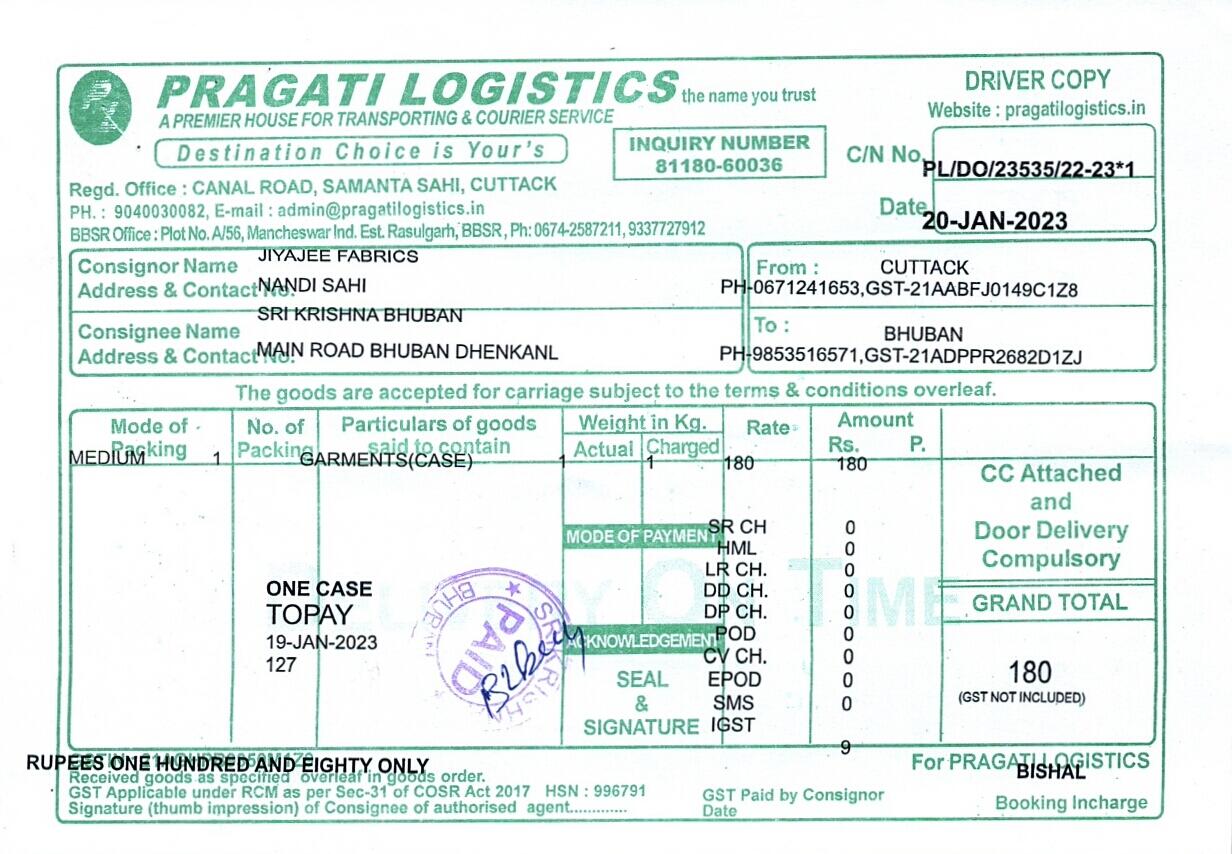 PRAGATI LOGISTICS the name you trust
A PREMIER HOUSE FOR TRANSPORTING & COURIER SERVICE
Destination Choice is Your's
INQUIRY NUMBER
81180-60036
DRIVER COPY
Website : pragatilogistics.in
C/N No. PL/DO/23535/22-23*1
Date 20-JAN-2023
Regd. Office : CANAL ROAD, SAMANTA SAHI, CUTTACK
PH. : 9040030082, E-mail : admin@pragatilogistics.in
BBSR Office : Plot No. A/56, Mancheswar Ind. Est. Rasulgarh, BBSR, Ph: 0674-2587211, 9337727912
JIYAJEE FABRICS
Consignor Name
Address & Contact No. NANDI SAHI
From : CUTTACK
PH-0671241653,GST-21AABFJ0149C1Z8
SRI KRISHNA BHUBAN
Consignee Name
Address & Contact No. MAIN ROAD BHUBAN DHENKANL
To : BHUBAN
PH-9853516571,GST-21ADPPR2682D1ZJ
The goods are accepted for carriage subject to the terms & conditions overleaf.
Mode of Packing
No. of Packing
Particulars of goods said to contain
Weight in Kg.
Actual Charged
Rate
Amount
Rs. P.
MEDIUM 1 GARMENTS(CASE) 1 1 180 180
CC Attached
and
Door Delivery
Compulsory
GRAND TOTAL
180
(GST NOT INCLUDED)
DELIVERY ON TIME
MODE OF PAYMENT
SR CH 0
HML 0
LR CH. 0
DD CH. 0
DP CH. 0
POD 0
CV CH. 0
EPOD 0
SMS 0
IGST
9
ACKNOWLEDGEMENT
SEAL
&
SIGNATURE
ONE CASE
TOPAY
19-JAN-2023
127
PAID
BHUBAN
RUPEES ONE HUNDRED AND EIGHTY ONLY
Received goods as specified overleaf in goods order.
GST Applicable under RCM as per Sec-31 of COSR Act 2017 HSN : 996791
Signature (thumb impression) of Consignee of authorised agent.............
GST Paid by Consignor
Date
For PRAGATI LOGISTICS
BISHAL
Booking Incharge